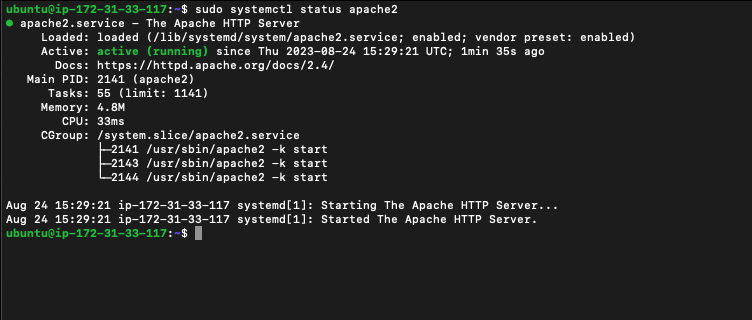 ubuntu@ip-172-31-33-117:~$ sudo systemctl status apache2
● apache2.service – The Apache HTTP Server
     Loaded: loaded (/lib/systemd/system/apache2.service; enabled; vendor preset: enabled)
     Active: active (running) since Thu 2023-08-24 15:29:21 UTC; 1min 35s ago
       Docs: https://httpd.apache.org/docs/2.4/
   Main PID: 2141 (apache2)
      Tasks: 55 (limit: 1141)
     Memory: 4.8M
        CPU: 33ms
     CGroup: /system.slice/apache2.service
             ├─2141 /usr/sbin/apache2 -k start
             ├─2143 /usr/sbin/apache2 -k start
             └─2144 /usr/sbin/apache2 -k start
Aug 24 15:29:21 ip-172-31-33-117 systemd[1]: Starting The Apache HTTP Server...
Aug 24 15:29:21 ip-172-31-33-117 systemd[1]: Started The Apache HTTP Server.
ubuntu@ip-172-31-33-117:~$